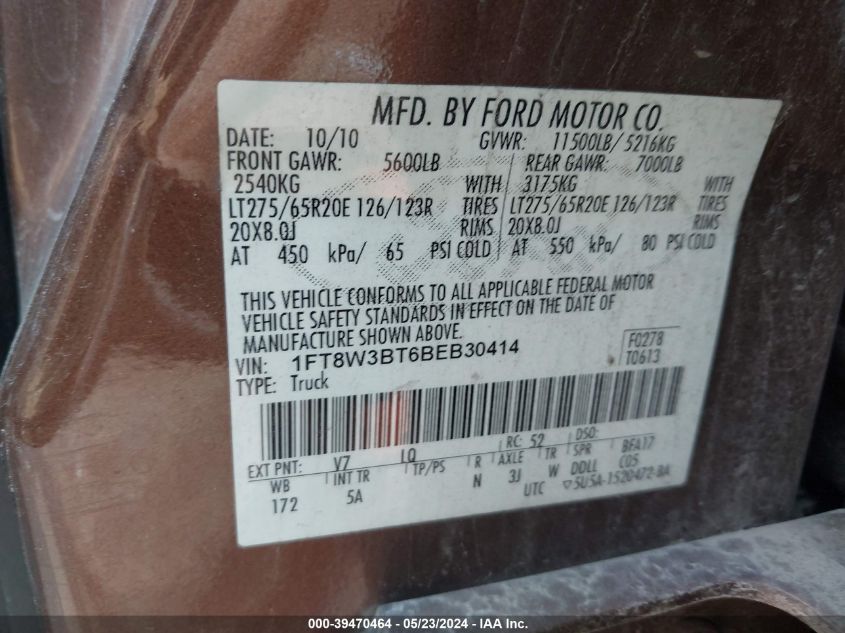 MFD. BY FORD MOTOR CO.
DATE: 10/10 GVWR: 11500LB/ 5216KG
FRONT GAWR: 5600LB REAR GAWR: 7000LB
2540KG WITH 3175KG WITH
LT275/65R20E 126/123R TIRES LT275/65R20E 126/123R TIRES
20X8.0J RIMS 20X8.0J RIMS
AT 450 kPa/ 65 PSI COLD AT 550 kPa/ 80 PSI COLD
THIS VEHICLE CONFORMS TO ALL APPLICABLE FEDERAL MOTOR
VEHICLE SAFETY STANDARDS IN EFFECT ON THE DATE OF
MANUFACTURE SHOWN ABOVE.
VIN: 1FT8W3BT6BEB30414 F0278
TYPE: Truck T0613
RC: 52 DSO:
EXT PNT: V7 LQ
WB INT TR TP/PS R AXLE TR SPR BFA17
172 5A N 3J W DDLL C05
UTC ▽5U5A-1520472-BA
000-39470464 - 05/23/2024 - IAA Inc.